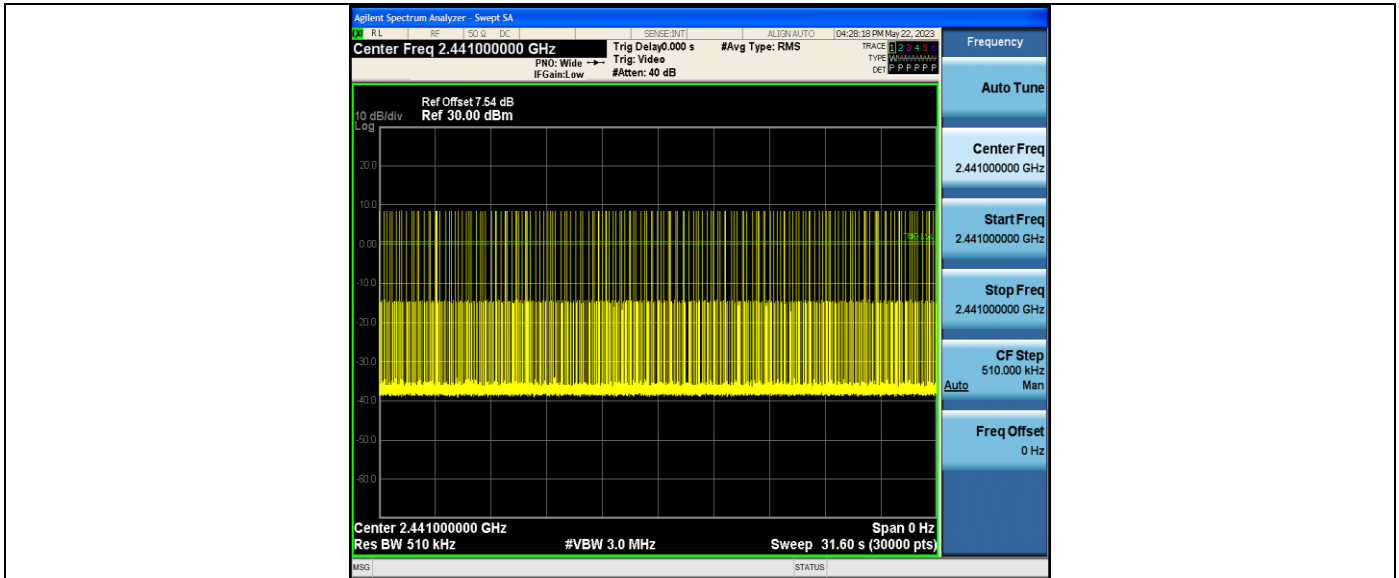 Agilent Spectrum Analyzer - Swept SA
RL RF 50 Ω DC SENSE:INT ALIGN AUTO 04:28:18 PM May 22, 2023
Center Freq 2.441000000 GHz
PNO: Wide
IFGain:Low
Trig Delay0.000 s
Trig: Video
#Atten: 40 dB
#Avg Type: RMS
TRACE 1 2 3 4 5 6
TYPE WWWWWW
DET P P P P P P
Ref Offset 7.54 dB
10 dB/div Ref 30.00 dBm
Log
20.0
10.0
0.00
TRIG LVL
-10.0
-20.0
-30.0
-40.0
-50.0
-60.0
Center 2.441000000 GHz Span 0 Hz
Res BW 510 kHz #VBW 3.0 MHz Sweep 31.60 s (30000 pts)
MSG STATUS
Frequency
Auto Tune
Center Freq
2.441000000 GHz
Start Freq
2.441000000 GHz
Stop Freq
2.441000000 GHz
CF Step
510.000 kHz
Auto Man
Freq Offset
0 Hz